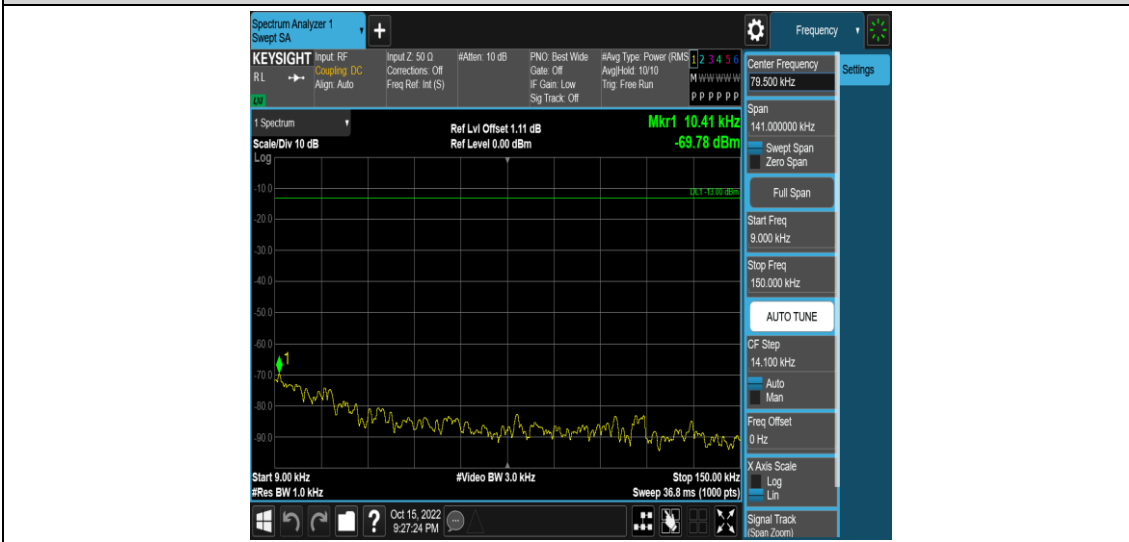 Spectrum Analyzer 1
Swept SA
+
Frequency
KEYSIGHT
RL
LXI
Input: RF
Coupling: DC
Align: Auto
Input Z: 50 Ω
Corrections: Off
Freq Ref: Int (S)
#Atten: 10 dB
PNO: Best Wide
Gate: Off
IF Gain: Low
Sig Track: Off
#Avg Type: Power (RMS
Avg|Hold: 10/10
Trig: Free Run
1 2 3 4 5 6
M W W W W W
P P P P P P
1 Spectrum
Scale/Div 10 dB
Ref Lvl Offset 1.11 dB
Ref Level 0.00 dBm
Mkr1 10.41 kHz
-69.78 dBm
Log
-10.0
DL1 -13.00 dBm
-20.0
-30.0
-40.0
-50.0
-60.0
1
-70.0
-80.0
-90.0
Start 9.00 kHz
#Video BW 3.0 kHz
Stop 150.00 kHz
#Res BW 1.0 kHz
Sweep 36.8 ms (1000 pts)
?
Oct 15, 2022
9:27:24 PM
Center Frequency
79.500 kHz
Settings
Span
141.000000 kHz
Swept Span
Zero Span
Full Span
Start Freq
9.000 kHz
Stop Freq
150.000 kHz
AUTO TUNE
CF Step
14.100 kHz
Auto
Man
Freq Offset
0 Hz
X Axis Scale
Log
Lin
Signal Track
(Span Zoom)